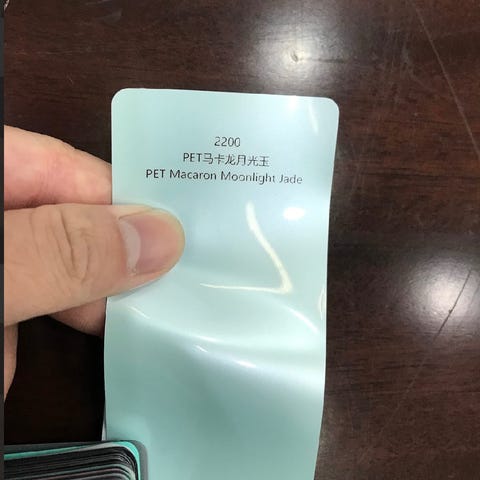 2200
PET马卡龙月光玉
PET Macaron Moonlight Jade